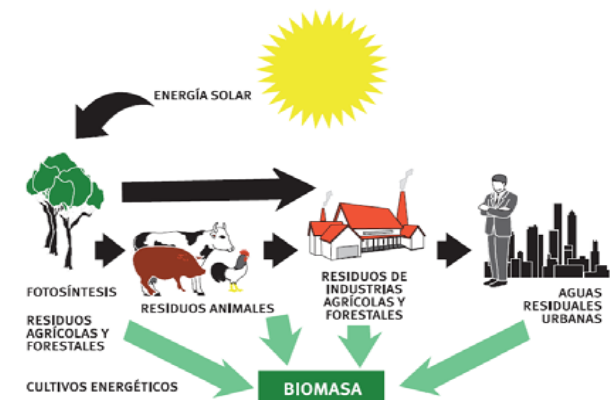 ENERGÍA SOLAR
FOTOSÍNTESIS
RESIDUOS
AGRÍCOLAS Y
FORESTALES
CULTIVOS ENERGÉTICOS
RESIDUOS ANIMALES
RESIDUOS DE
INDUSTRIAS
AGRÍCOLAS Y
FORESTALES
AGUAS
RESIDUALES
URBANAS
BIOMASA